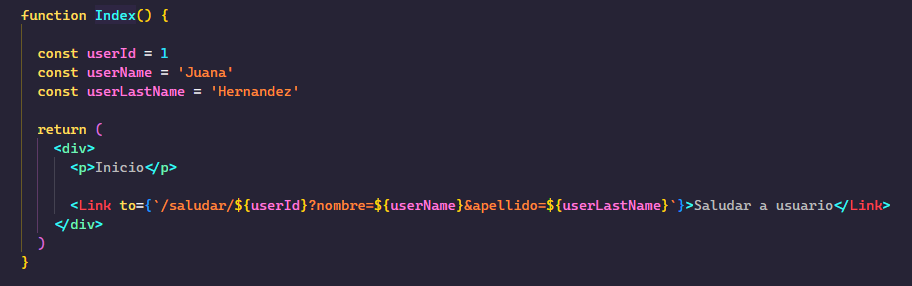 function Index() {
const userId = 1
const userName = 'Juana'
const userLastName = 'Hernandez'
return (
<div>
<p>Inicio</p>
<Link to={`/saludar/${userId}?nombre=${userName}&apellido=${userLastName}`}>Saludar a usuario</Link>
</div>
)
}